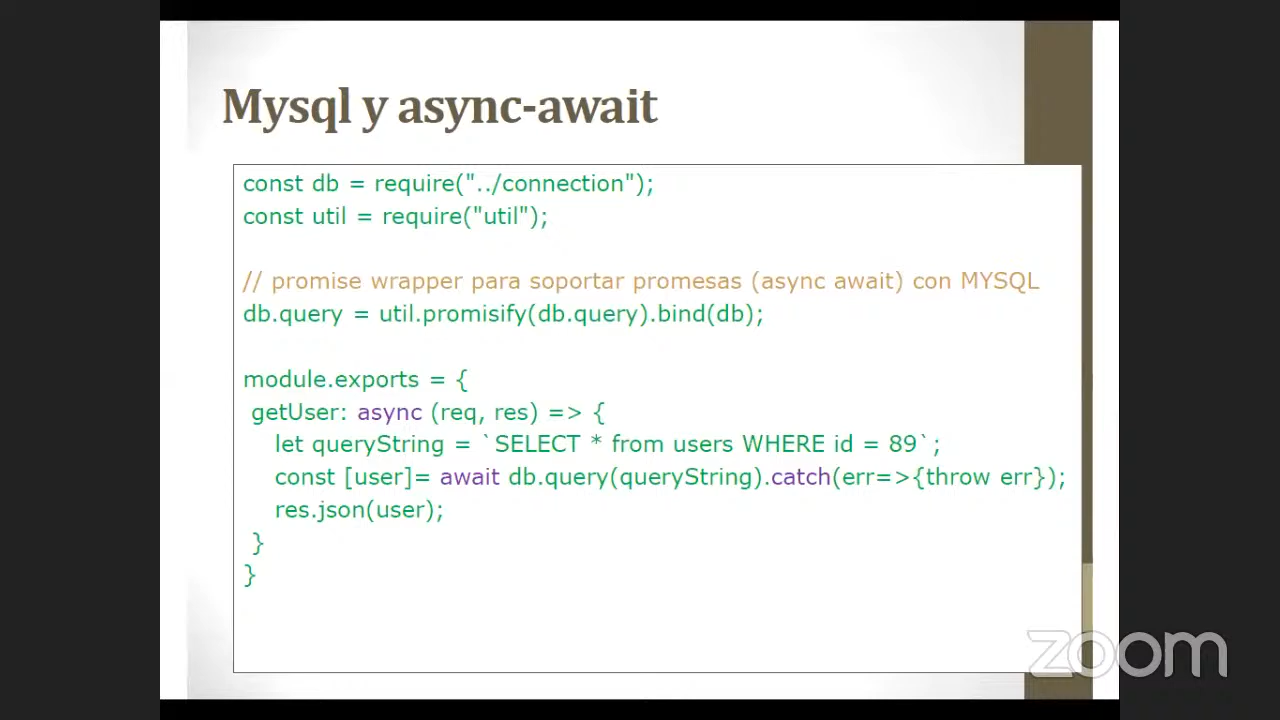 Mysql y async-await
const db = require("../connection");
const util = require("util");
// promise wrapper para soportar promesas (async await) con MYSQL
db.query = util.promisify(db.query).bind(db);
module.exports = {
getUser: async (req, res) => {
let queryString = `SELECT * from users WHERE id = 89`;
const [user]= await db.query(queryString).catch(err=>{throw err});
res.json(user);
}
}
zoom